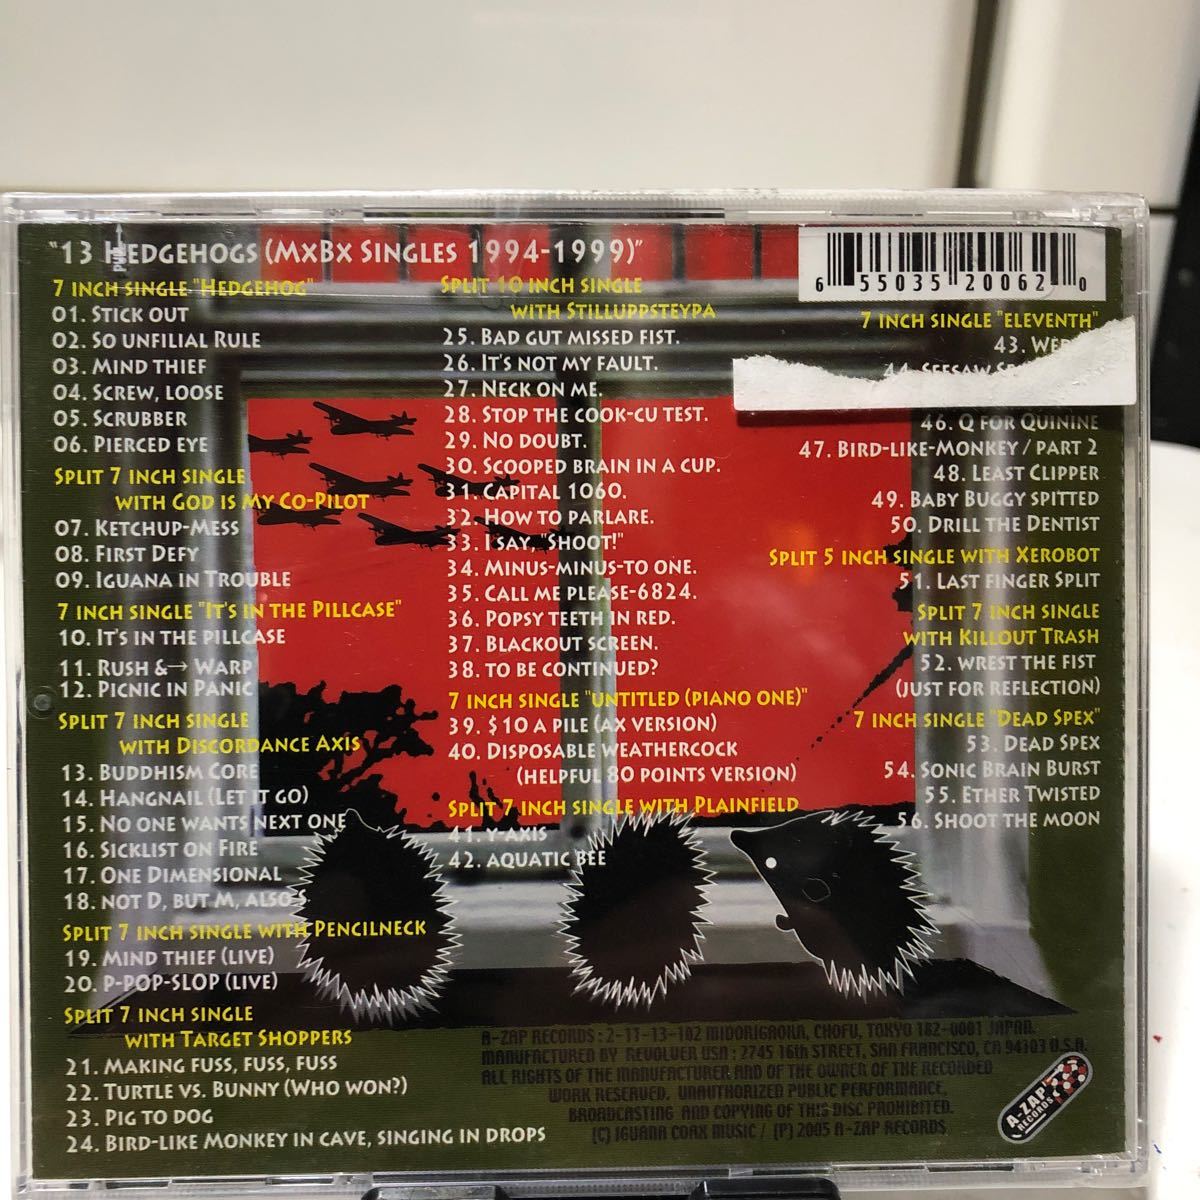 "13 Hedgehogs (MxBx Singles 1994-1999)"
7 inch single "Hedgehog"
01. Stick out
02. So unfilial Rule
03. Mind thief
04. Screw, loose
05. Scrubber
06. Pierced eye
Split 7 inch single
with God is My Co-Pilot
07. Ketchup-Mess
08. First Defy
09. Iguana in Trouble
7 inch single "It's in the Pillcase"
10. It's in the pillcase
11. Rush &→ Warp
12. Picnic in Panic
Split 7 inch single
with Discordance Axis
13. Buddhism Core
14. Hangnail (Let it go)
15. No one wants next one
16. Sicklist on Fire
17. One Dimensional
18. not D, but M, also S
Split 7 inch single with Pencilneck
19. Mind thief (live)
20. P-pop-slop (live)
Split 7 inch single
with Target Shoppers
21. Making fuss, fuss, fuss
22. Turtle vs. Bunny (Who won?)
23. Pig to Dog
24. Bird-like Monkey in cave, singing in drops
Split 10 inch single
with Stilluppsteypa
25. Bad gut missed fist.
26. It's not my fault.
27. Neck on me.
28. Stop the cook-cu test.
29. No doubt.
30. Scooped brain in a cup.
31. Capital 1060.
32. How to parlare.
33. I say, "Shoot!"
34. Minus-minus-to one.
35. Call me please-6824.
36. Popsy teeth in red.
37. Blackout screen.
38. To be continued?
7 inch single "Untitled (Piano One)"
39. $10 a pile (ax version)
40. Disposable weathercock
(helpful 80 points version)
Split 7 inch single with Plainfield
41. Y-axis
42. Aquatic bee
6 55035 20062 0
7 inch single "Eleventh"
43.
44. Seesaw
46. Q for Quinine
47. Bird-like-Monkey / part 2
48. Least Clipper
49. Baby Buggy spitted
50. Drill the Dentist
Split 5 inch single with Xerobot
51. Last finger Split
Split 7 inch single
with Killout Trash
52. wrest the fist
(just for reflection)
7 inch single "Dead Spex"
53. Dead Spex
54. Sonic Brain Burst
55. Ether Twisted
56. Shoot the moon
A-ZAP RECORDS : 2-11-13-102 MIDORIGAOKA, CHOFU, TOKYO 182-0001 JAPAN.
MANUFACTURED BY REVOLVER USA : 2745 16th STREET, SAN FRANCISCO, CA 94103 U.S.A.
ALL RIGHTS OF THE MANUFACTURER AND OF THE OWNER OF THE RECORDED
WORK RESERVED. UNAUTHORIZED PUBLIC PERFORMANCE,
BROADCASTING AND COPYING OF THIS DISC PROHIBITED.
(C) IGUANA COAX MUSIC / (P) 2005 A-ZAP RECORDS
A-ZAP
RECORDS